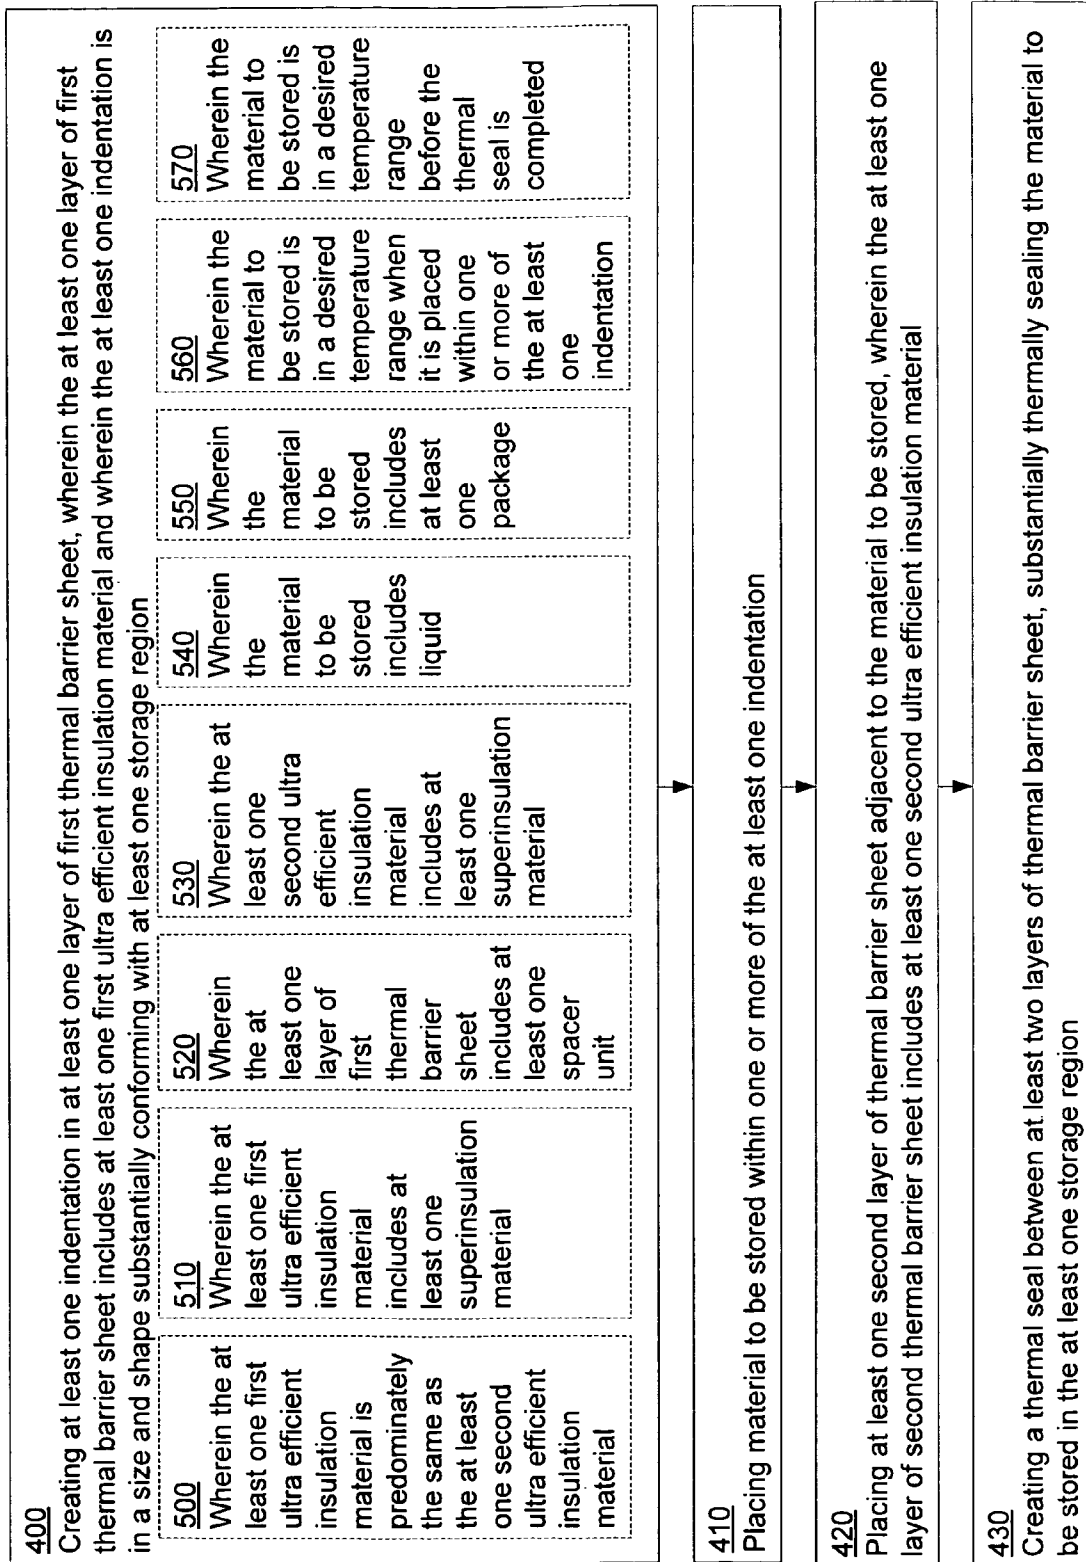 400
Creating at least one indentation in at least one layer of first thermal barrier sheet, wherein the at least one layer of first
thermal barrier sheet includes at least one first ultra efficient insulation material and wherein the at least one indentation is
in a size and shape substantially conforming with at least one storage region
500
Wherein the at
least one first
ultra efficient
insulation
material is
predominately
the same as
the at least
one second
ultra efficient
insulation
material
510
Wherein the at
least one first
ultra efficient
insulation
material
includes at
least one
superinsulation
material
520
Wherein
the at
least one
layer of
first
thermal
barrier
sheet
includes at
least one
spacer
unit
530
Wherein the at
least one
second ultra
efficient
insulation
material
includes at
least one
superinsulation
material
540
Wherein
the
material
to be
stored
includes
liquid
550
Wherein
the
material
to be
stored
includes
at least
one
package
560
Wherein the
material to
be stored is
in a desired
temperature
range when
it is placed
within one
or more of
the at least
one
indentation
570
Wherein the
material to
be stored is
in a desired
temperature
range
before the
thermal
seal is
completed
410
Placing material to be stored within one or more of the at least one indentation
420
Placing at least one second layer of thermal barrier sheet adjacent to the material to be stored, wherein the at least one
layer of second thermal barrier sheet includes at least one second ultra efficient insulation material
430
Creating a thermal seal between at least two layers of thermal barrier sheet, substantially thermally sealing the material to
be stored in the at least one storage region